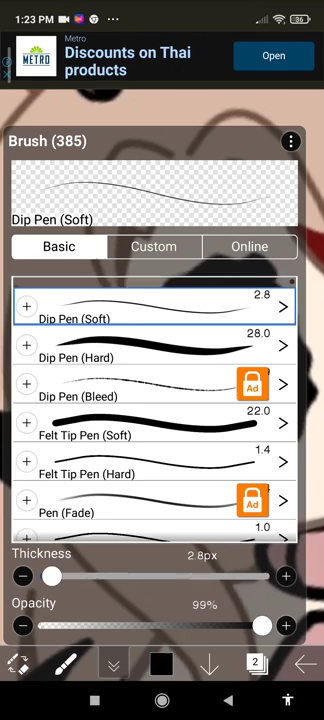 1:23 PM
36
METRO
Metro
Discounts on Thai
products
Open
Brush (385)
Dip Pen (Soft)
Basic
Custom
Online
2.8
Dip Pen (Soft)
28.0
Dip Pen (Hard)
Ad
Dip Pen (Bleed)
22.0
Felt Tip Pen (Soft)
1.4
Felt Tip Pen (Hard)
Ad
Pen (Fade)
1.0
Thickness
2.8px
Opacity
99%
2